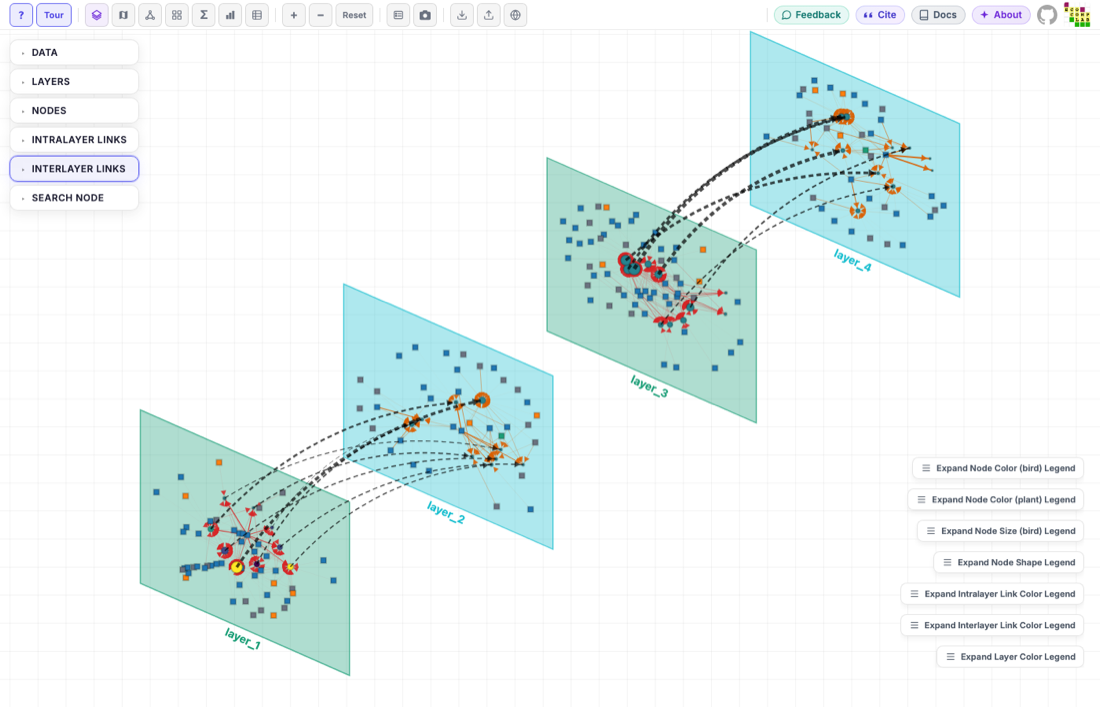 ?
Tour
Σ
+
−
Reset
Feedback
Cite
Docs
About
DATA
LAYERS
NODES
INTRALAYER LINKS
INTERLAYER LINKS
SEARCH NODE
layer_4
layer_3
layer_2
layer_1
Expand Node Color (bird) Legend
Expand Node Color (plant) Legend
Expand Node Size (bird) Legend
Expand Node Shape Legend
Expand Intralayer Link Color Legend
Expand Interlayer Link Color Legend
Expand Layer Color Legend